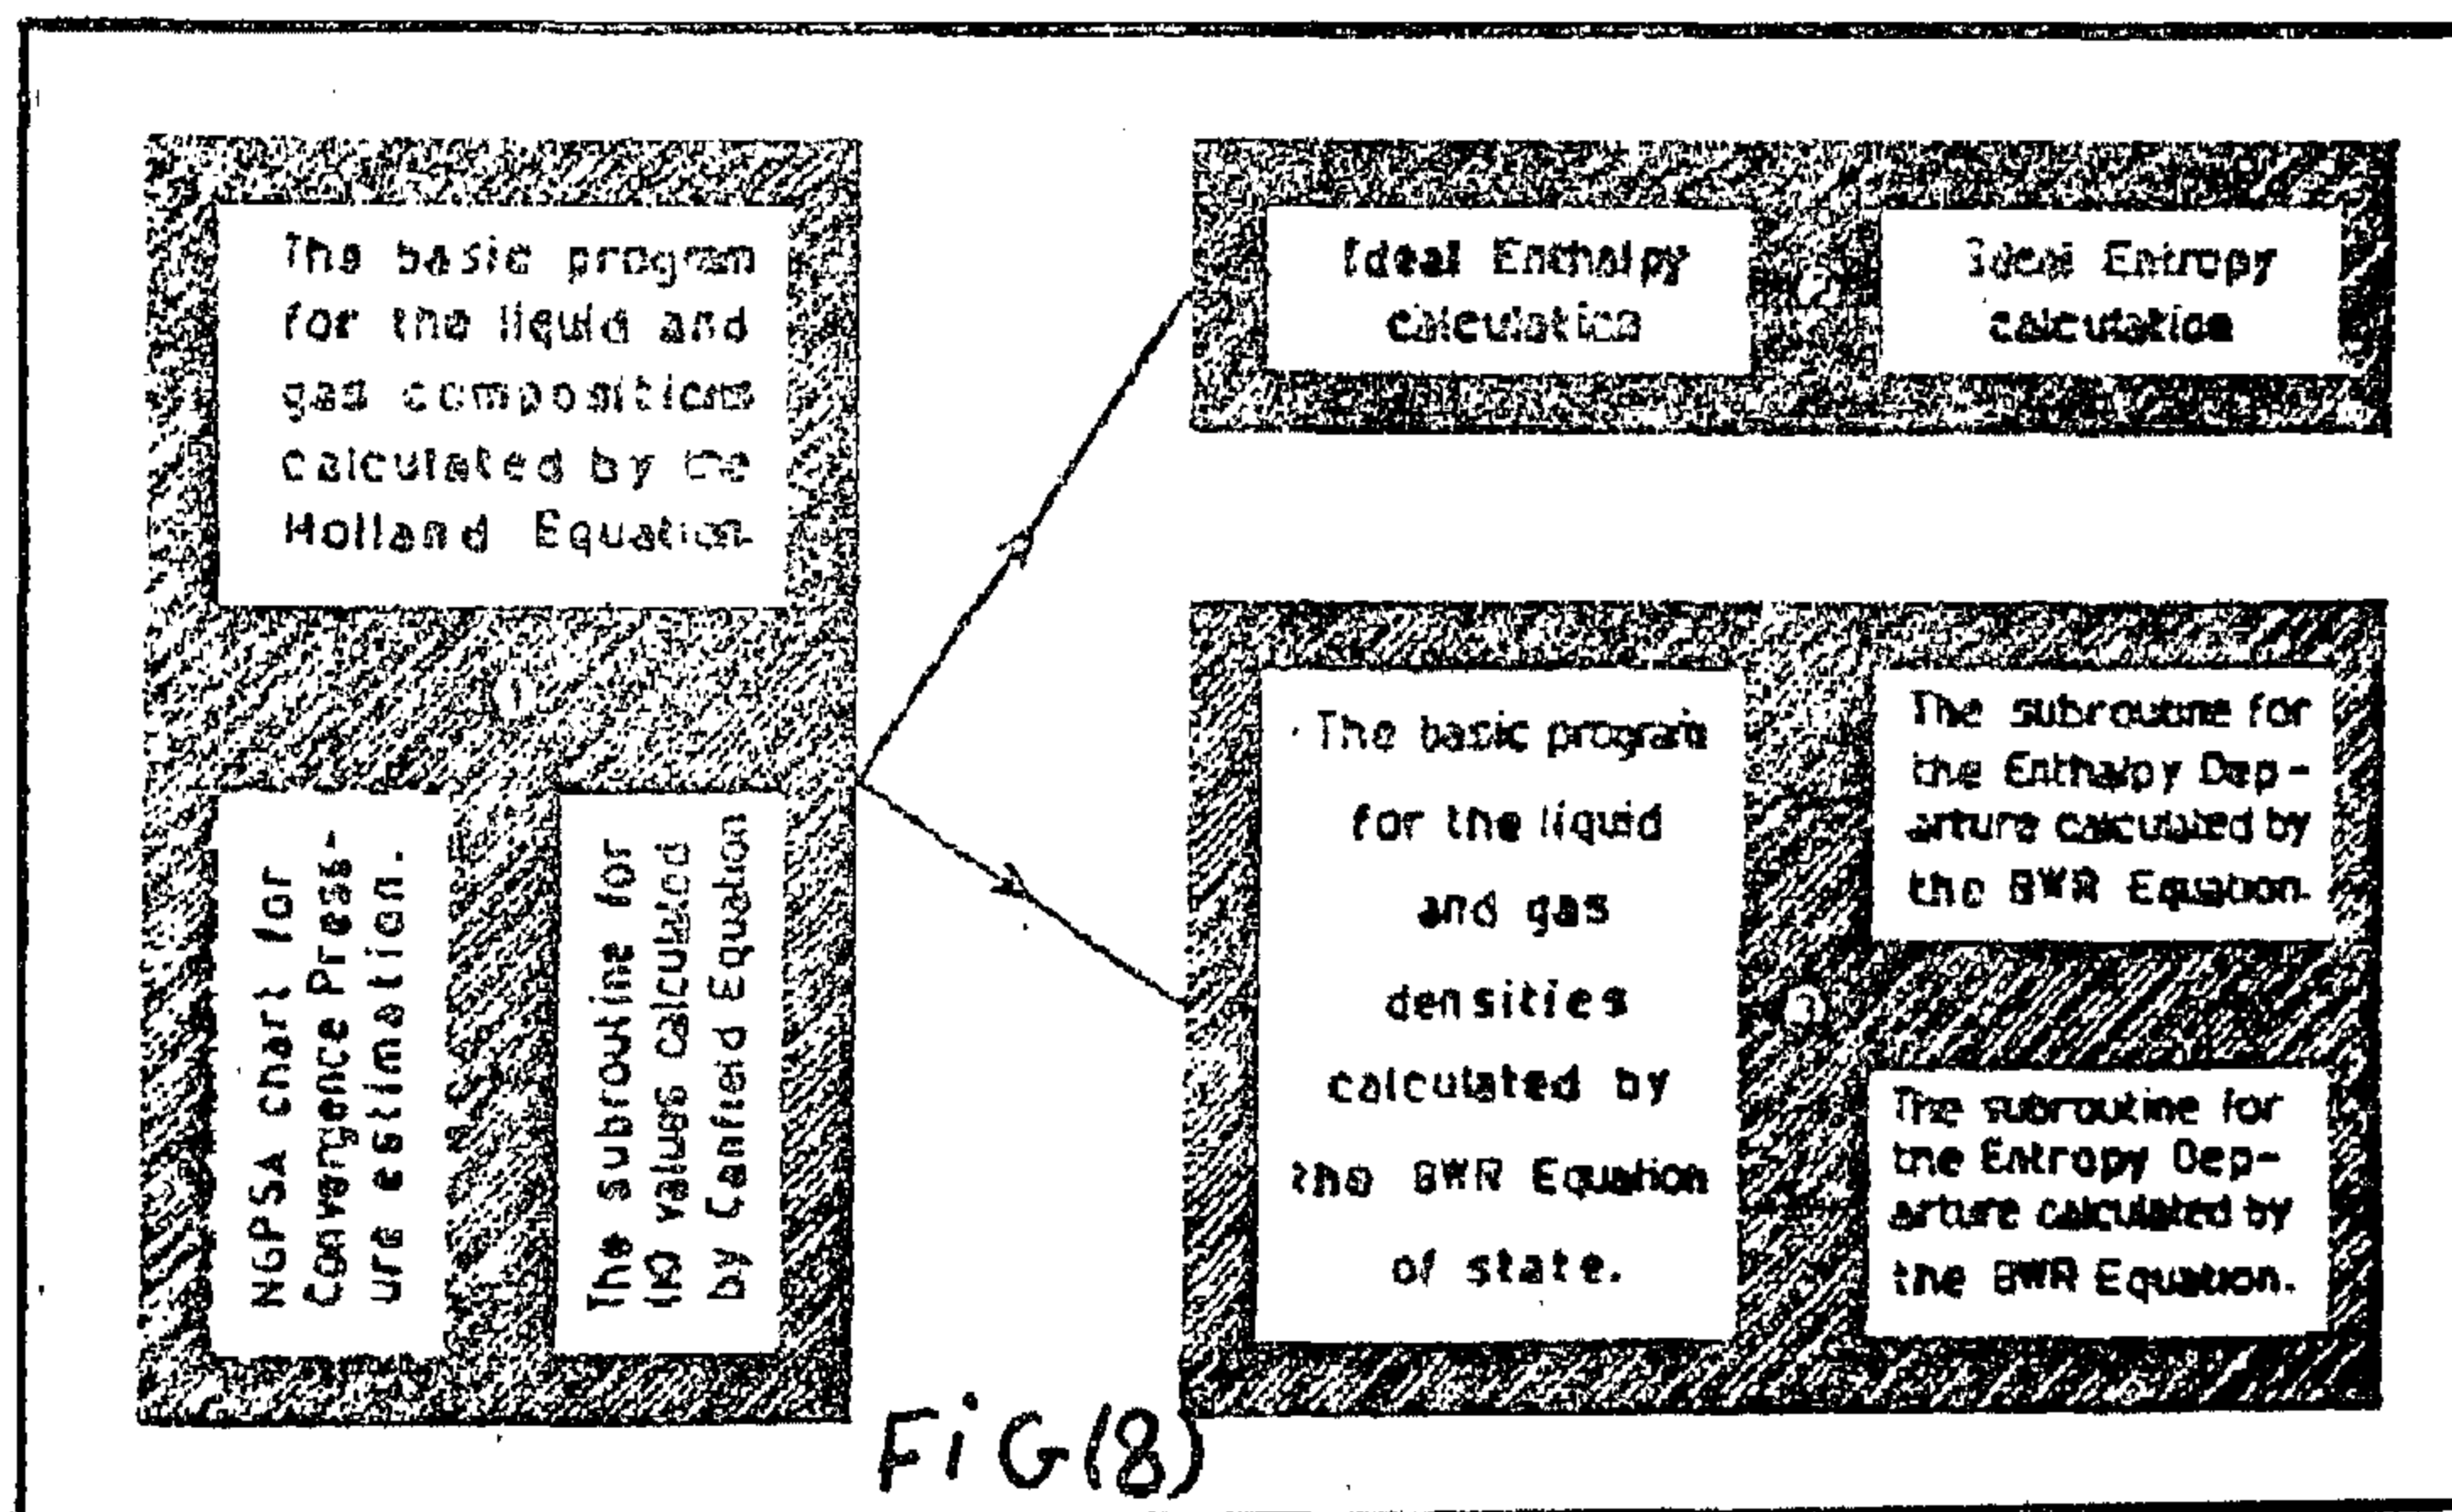 The basic program
for the liquid and
gas compositions
calculated by the
Holland Equation.
1
NGPSA chart for
Convergence Press-
ure estimation.
The subroutine for
(K) values calculated
by Canfield Equation
Ideal Enthalpy
calculation
2
Ideal Entropy
calculation
The basic program
for the liquid
and gas
densities
calculated by
the BWR Equation
of state.
3
The subroutine for
the Enthalpy Dep-
arture calculated by
the BWR Equation.
The subroutine for
the Entropy Dep-
arture calculated by
the BWR Equation.
FiG(8)